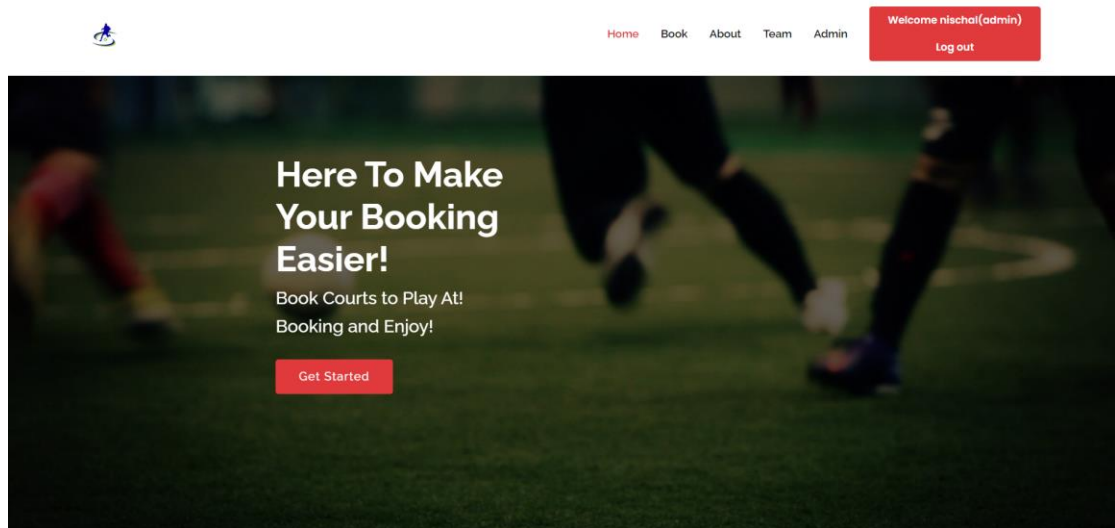 Home Book About Team Admin
Welcome nischal(admin)
Log out
Here To Make
Your Booking
Easier!
Book Courts to Play At!
Booking and Enjoy!
Get Started